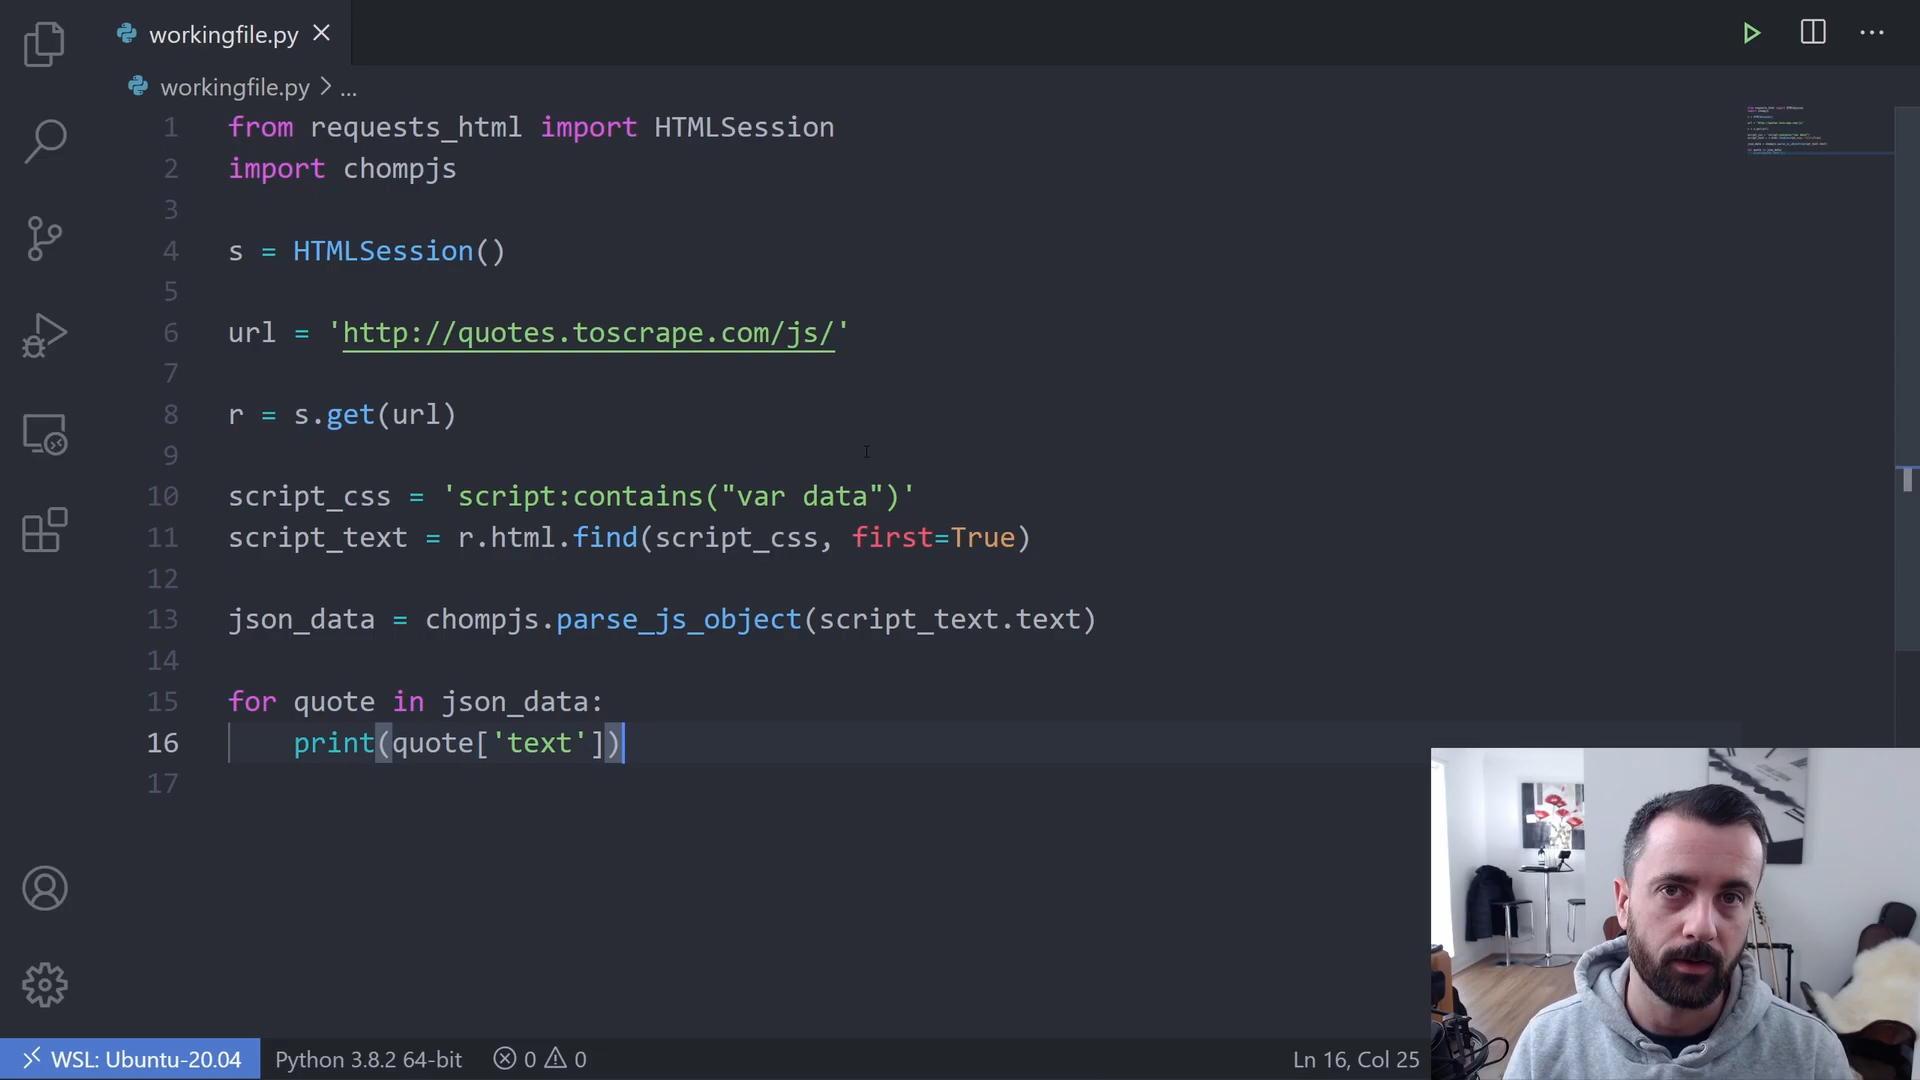 workingfile.py
workingfile.py > ...
1 from requests_html import HTMLSession
2 import chompjs
3
4 s = HTMLSession()
5
6 url = 'http://quotes.toscrape.com/js/'
7
8 r = s.get(url)
9
10 script_css = 'script:contains("var data")'
11 script_text = r.html.find(script_css, first=True)
12
13 json_data = chompjs.parse_js_object(script_text.text)
14
15 for quote in json_data:
16     print(quote['text'])
17
WSL: Ubuntu-20.04 Python 3.8.2 64-bit 0 0 Ln 16, Col 25